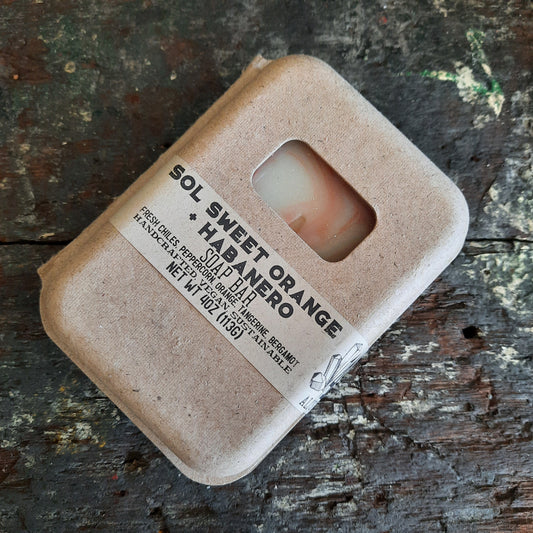 SOL SWEET ORANGE
+ HABANERO
SOAP BAR
FRESH CHILES, PEPPERCORN, ORANGE, TANGERINE, BERGAMOT
HANDCRAFTED, VEGAN, SUSTAINABLE
NET WT 4OZ (113G)